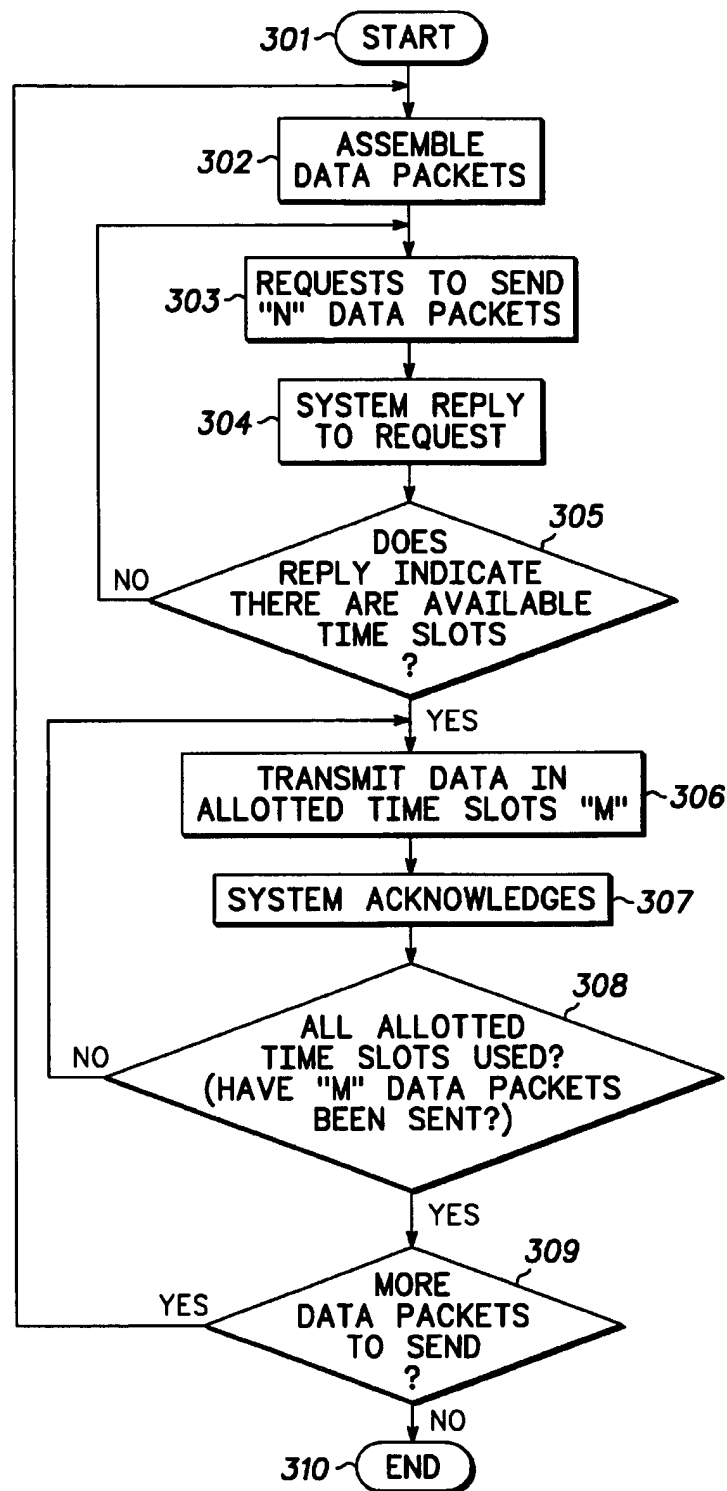 301
START
302
ASSEMBLE
DATA PACKETS
303
REQUESTS TO SEND
"N" DATA PACKETS
304
SYSTEM REPLY
TO REQUEST
305
DOES
REPLY INDICATE
THERE ARE AVAILABLE
TIME SLOTS
?
NO
YES
TRANSMIT DATA IN
ALLOTTED TIME SLOTS "M"
306
SYSTEM ACKNOWLEDGES
307
308
ALL ALLOTTED
TIME SLOTS USED?
(HAVE "M" DATA PACKETS
BEEN SENT?)
NO
YES
309
MORE
DATA PACKETS
TO SEND
?
YES
NO
310
END